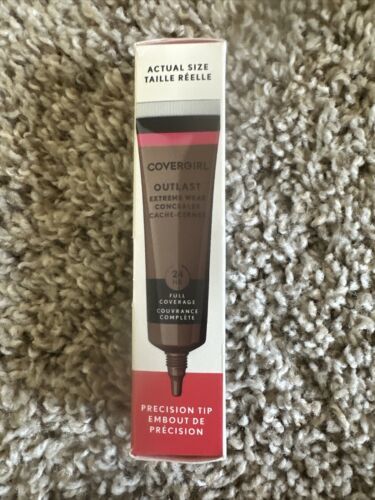 ACTUAL SIZE
TAILLE RÉELLE
COVERGIRL
OUTLAST
EXTREME WEAR
CONCEALER
CACHE-CERNES
24
HR
FULL
COVERAGE
COUVRANCE
COMPLÈTE
PRECISION TIP
EMBOUT DE
PRÉCISION